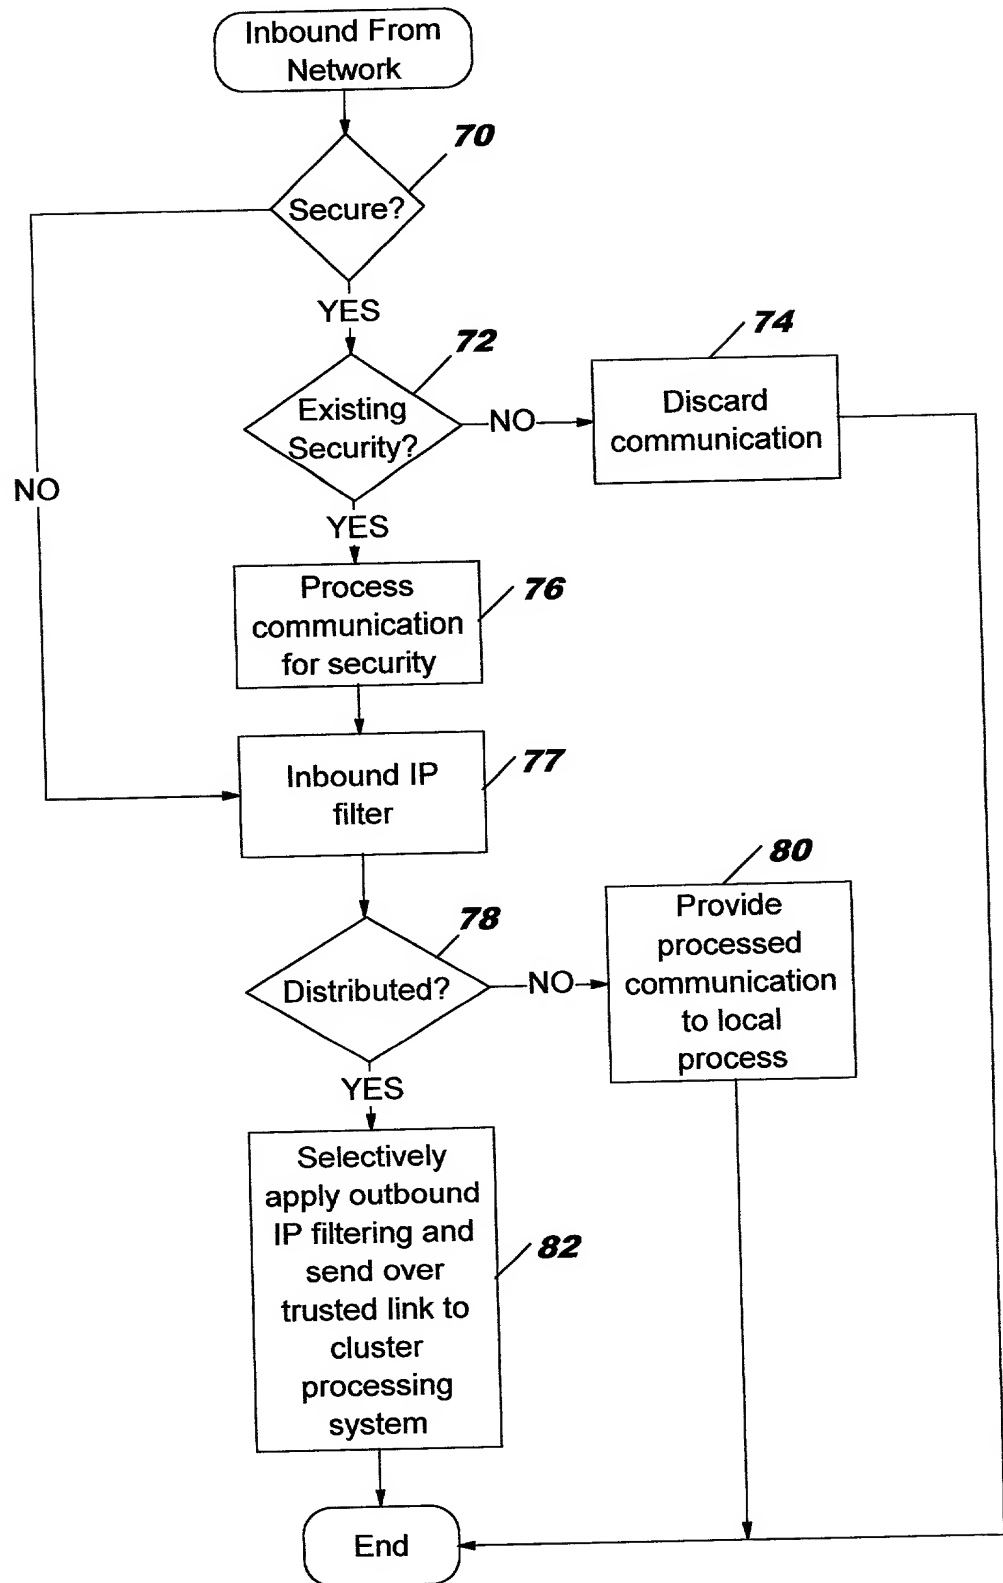 Inbound From
Network
70
Secure?
YES
72
Existing
Security?
NO
74
Discard
communication
NO
YES
Process
communication
for security
76
Inbound IP
filter
77
78
Distributed?
NO
80
Provide
processed
communication
to local
process
YES
Selectively
apply outbound
IP filtering and
send over
trusted link to
cluster
processing
system
82
End